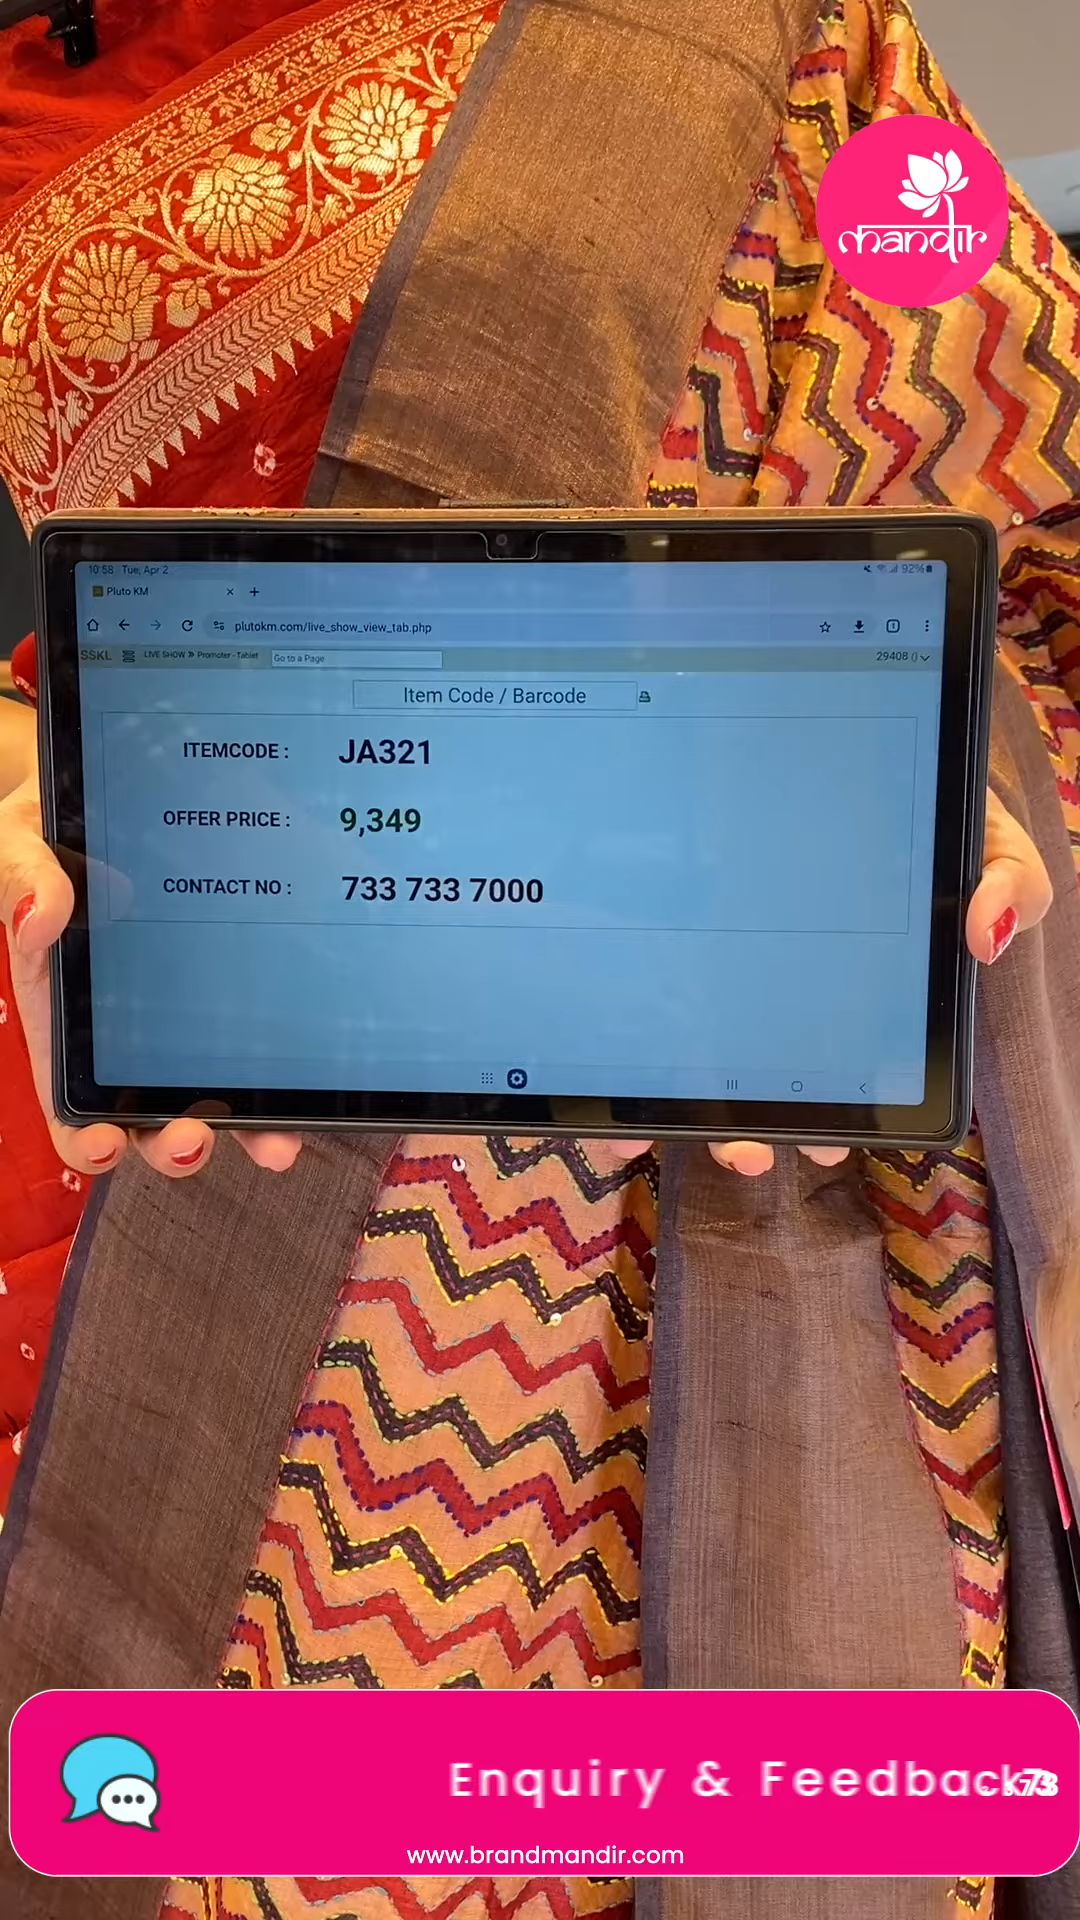 mandir
10:58 Tue, Apr 2
92%
Pluto KM
plutokm.com/live_show_view_tab.php
1
SSKL LIVE SHOW » Promoter - Tablet Go to a Page 29408 ()
Item Code / Barcode
ITEMCODE : JA321
OFFER PRICE : 9,349
CONTACT NO : 733 733 7000
Enquiry & Feedback
www.brandmandir.com